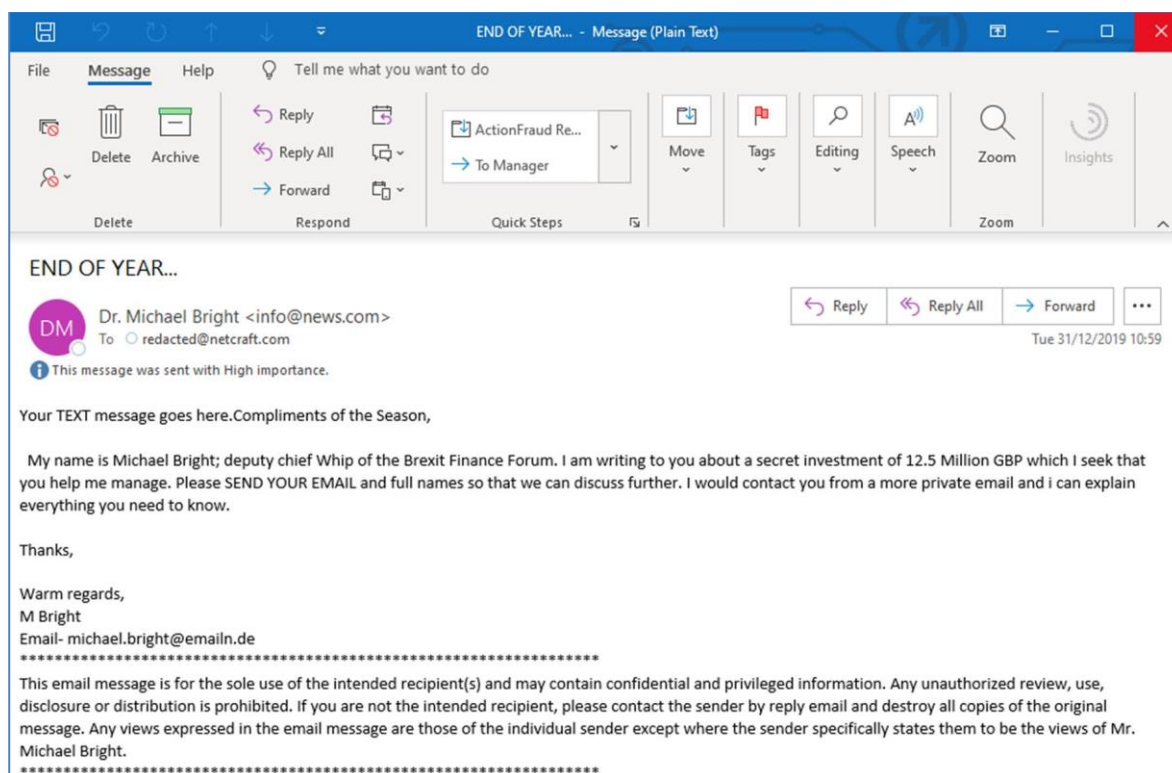 END OF YEAR... - Message (Plain Text)
File Message Help Tell me what you want to do
Delete
Archive
Reply
Reply All
Forward
ActionFraud Re...
To Manager
Move
Tags
Editing
Speech
Zoom
Insights
Delete
Respond
Quick Steps
Zoom
END OF YEAR...
DM
Dr. Michael Bright <info@news.com>
To redacted@netcraft.com
Reply
Reply All
Forward
Tue 31/12/2019 10:59
This message was sent with High importance.
Your TEXT message goes here.Compliments of the Season,
My name is Michael Bright; deputy chief Whip of the Brexit Finance Forum. I am writing to you about a secret investment of 12.5 Million GBP which I seek that
you help me manage. Please SEND YOUR EMAIL and full names so that we can discuss further. I would contact you from a more private email and i can explain
everything you need to know.
Thanks,
Warm regards,
M Bright
Email- michael.bright@emailn.de
********************************************************************
This email message is for the sole use of the intended recipient(s) and may contain confidential and privileged information. Any unauthorized review, use,
disclosure or distribution is prohibited. If you are not the intended recipient, please contact the sender by reply email and destroy all copies of the original
message. Any views expressed in the email message are those of the individual sender except where the sender specifically states them to be the views of Mr.
Michael Bright.
********************************************************************